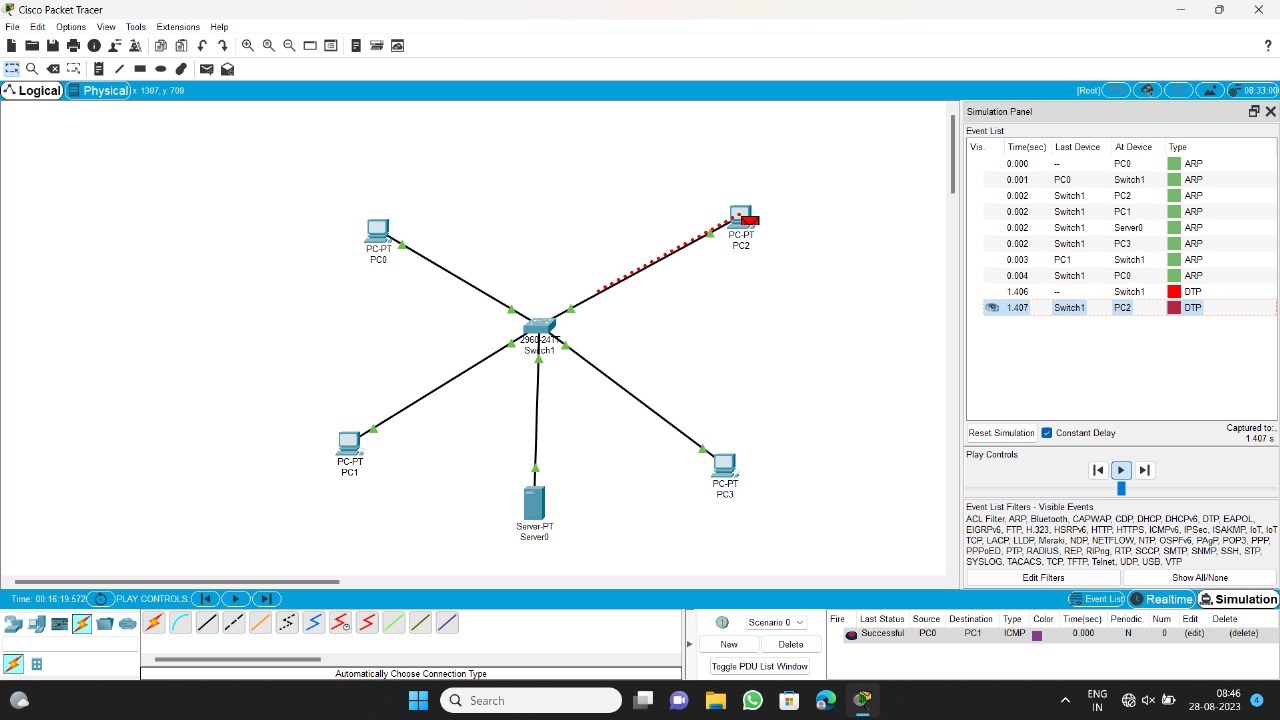 Cisco Packet Tracer
File Edit Options View Tools Extensions Help
?
Logical Physical x: 1397, y: 709 [Root] 08:33:00
PC-PT
PC0
PC-PT
PC2
2960-24TT
Switch1
PC-PT
PC1
PC-PT
PC3
Server-PT
Server0
Simulation Panel
Event List
Vis. Time(sec) Last Device At Device Type
0.000 -- PC0 ARP
0.001 PC0 Switch1 ARP
0.002 Switch1 PC2 ARP
0.002 Switch1 PC1 ARP
0.002 Switch1 Server0 ARP
0.002 Switch1 PC3 ARP
0.003 PC1 Switch1 ARP
0.004 Switch1 PC0 ARP
1.406 -- Switch1 DTP
1.407 Switch1 PC2 DTP
Reset Simulation Constant Delay Captured to:
1.407 s
Play Controls
Event List Filters - Visible Events
ACL Filter, ARP, Bluetooth, CAPWAP, CDP, DHCP, DHCPv6, DTP, EAPOL,
EIGRPv6, FTP, H.323, HSRPv6, HTTP, HTTPS, ICMPv6, IPSec, ISAKMP, IoT, IoT
TCP, LACP, LLDP, Meraki, NDP, NETFLOW, NTP, OSPFv6, PAgP, POP3, PPP,
PPPoED, PTP, RADIUS, REP, RIPng, RTP, SCCP, SMTP, SNMP, SSH, STP,
SYSLOG, TACACS, TCP, TFTP, Telnet, UDP, USB, VTP
Edit Filters Show All/None
Time: 00:16:19.572 PLAY CONTROLS: Event List Realtime Simulation
Automatically Choose Connection Type
Scenario 0
New Delete
Toggle PDU List Window
Fire Last Status Source Destination Type Color Time(sec) Periodic Num Edit Delete
Successful PC0 PC1 ICMP 0.000 N 0 (edit) (delete)
Search
ENG
IN
08:46
28-08-2023
4